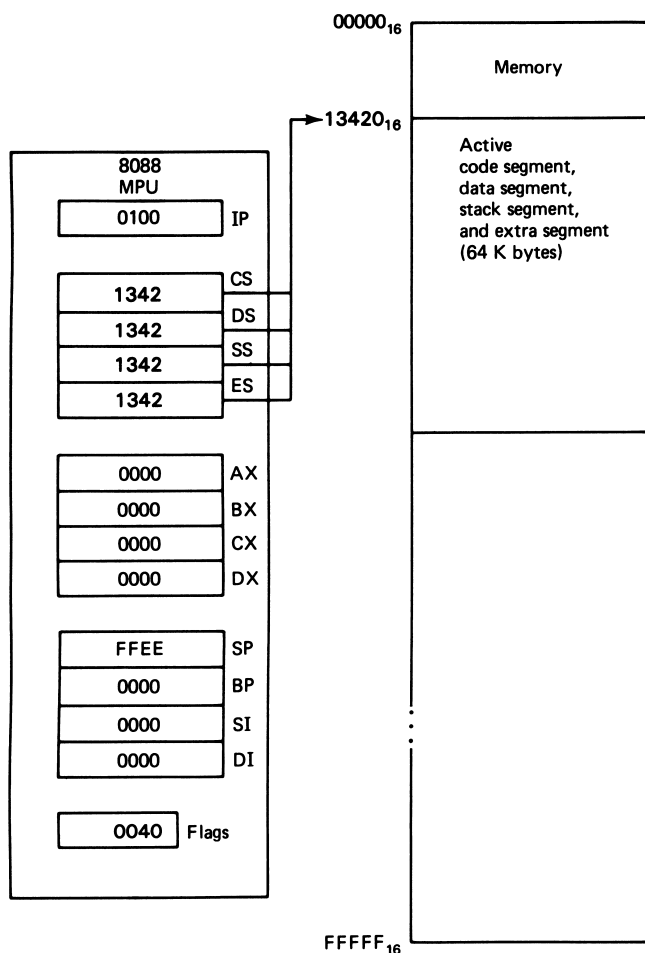 8088
MPU
0100 IP
CS
1342
DS
1342
SS
1342
ES
1342
0000 AX
0000 BX
0000 CX
0000 DX
FFEE SP
0000 BP
0000 SI
0000 DI
0040 Flags
00000₁₆
Memory
13420₁₆
Active
code segment,
data segment,
stack segment,
and extra segment
(64 K bytes)
FFFFF₁₆